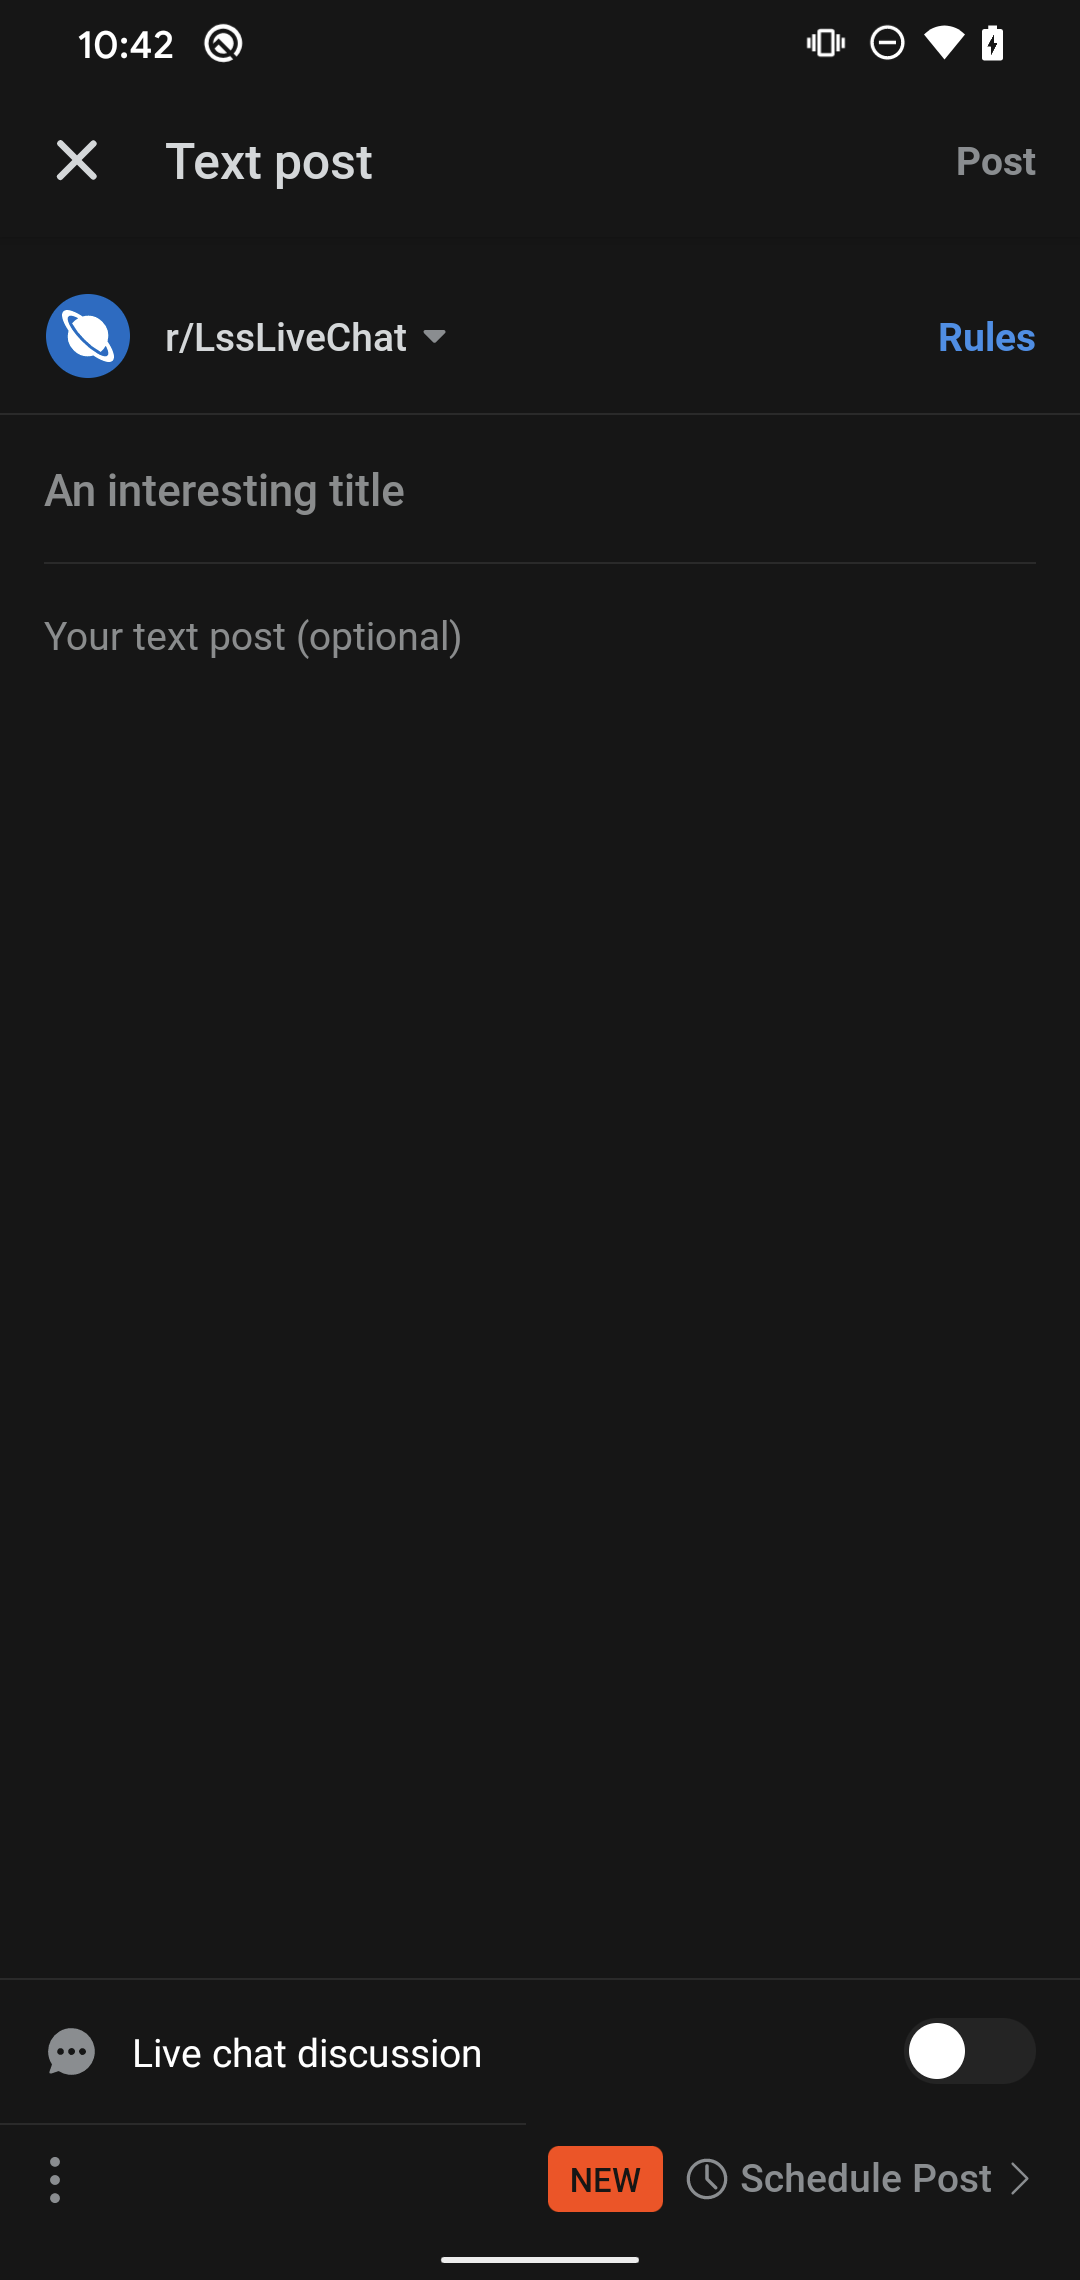 10:42
Text post
Post
r/LssLiveChat
Rules
An interesting title
Your text post (optional)
Live chat discussion
NEW
Schedule Post